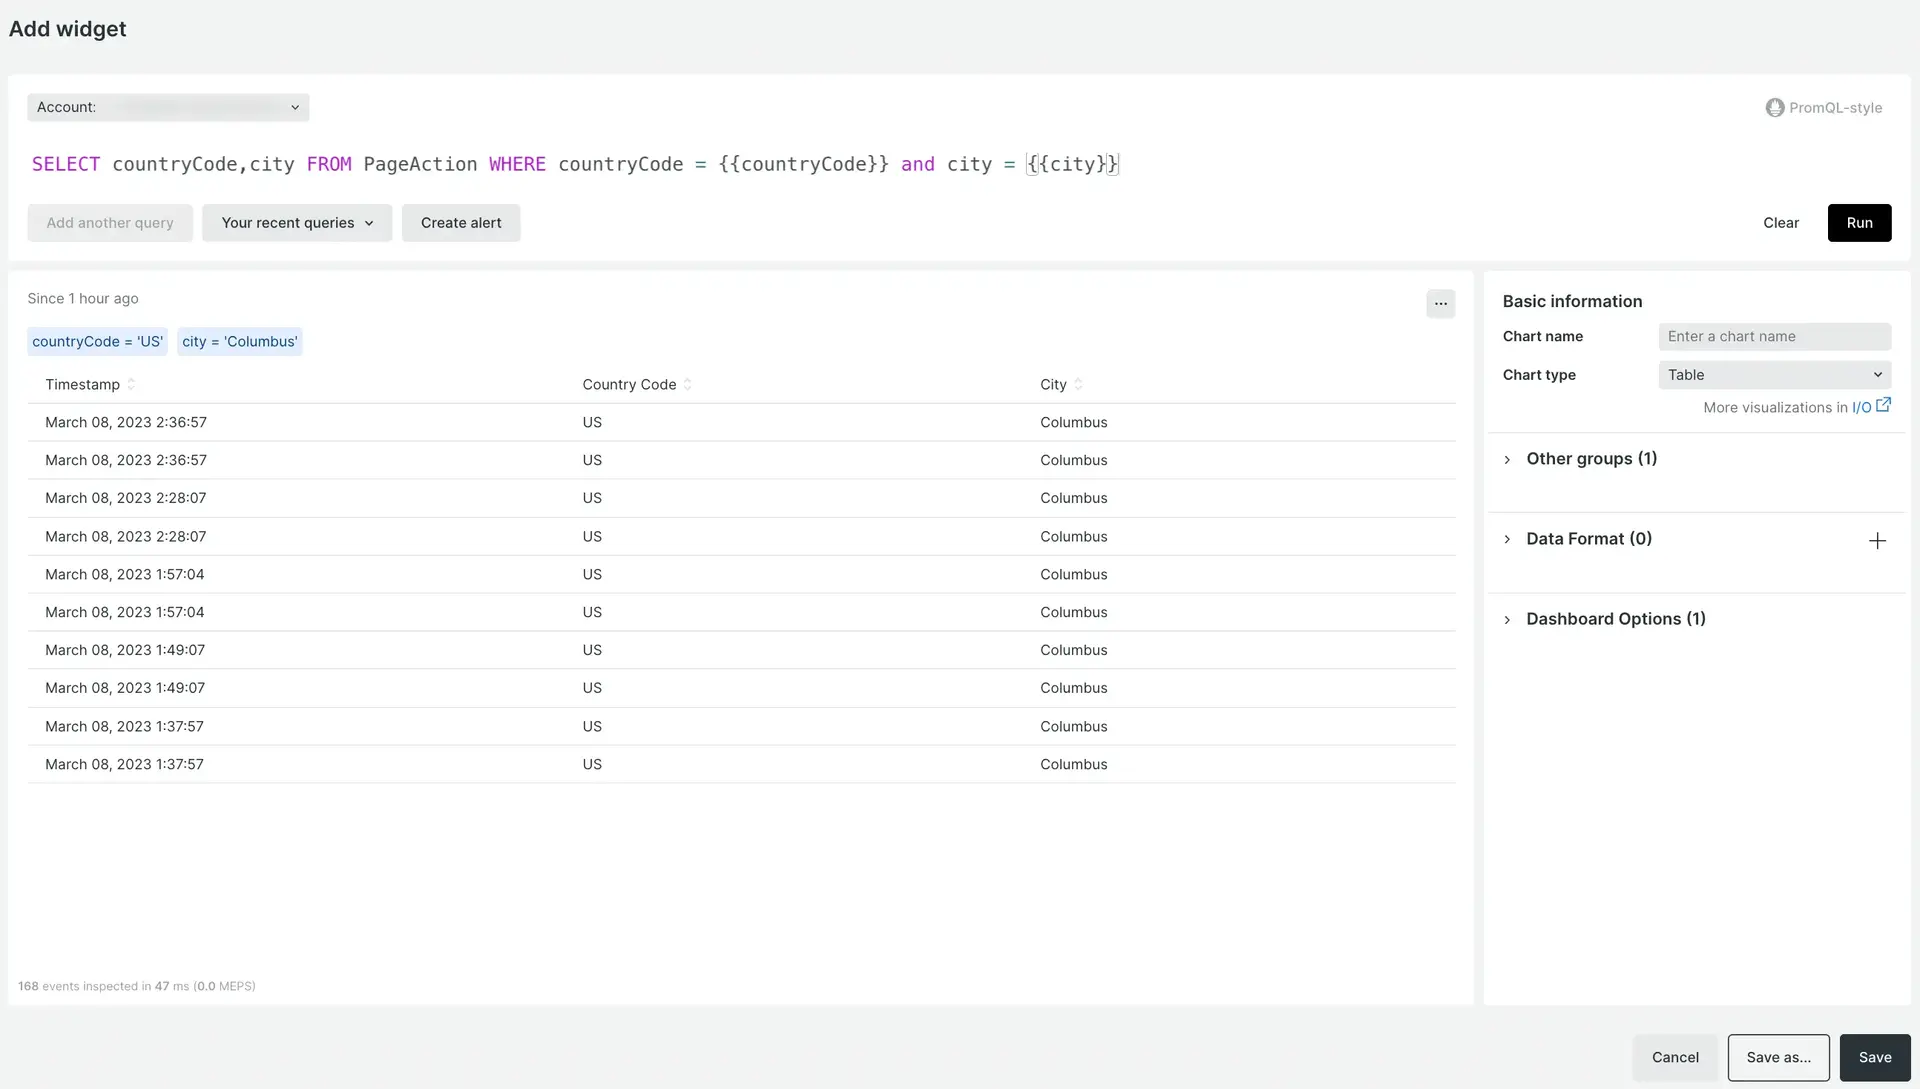 Add widget
Account:
PromQL-style
SELECT countryCode,city FROM PageAction WHERE countryCode = {{countryCode}} and city = {{city}}
Add another query Your recent queries Create alert Clear Run
Since 1 hour ago
...
countryCode = 'US' city = 'Columbus'
Timestamp Country Code City
March 08, 2023 2:36:57 US Columbus
March 08, 2023 2:36:57 US Columbus
March 08, 2023 2:28:07 US Columbus
March 08, 2023 2:28:07 US Columbus
March 08, 2023 1:57:04 US Columbus
March 08, 2023 1:57:04 US Columbus
March 08, 2023 1:49:07 US Columbus
March 08, 2023 1:49:07 US Columbus
March 08, 2023 1:37:57 US Columbus
March 08, 2023 1:37:57 US Columbus
168 events inspected in 47 ms (0.0 MEPS)
Basic information
Chart name Enter a chart name
Chart type Table
More visualizations in I/O
Other groups (1)
Data Format (0)
Dashboard Options (1)
Cancel Save as... Save